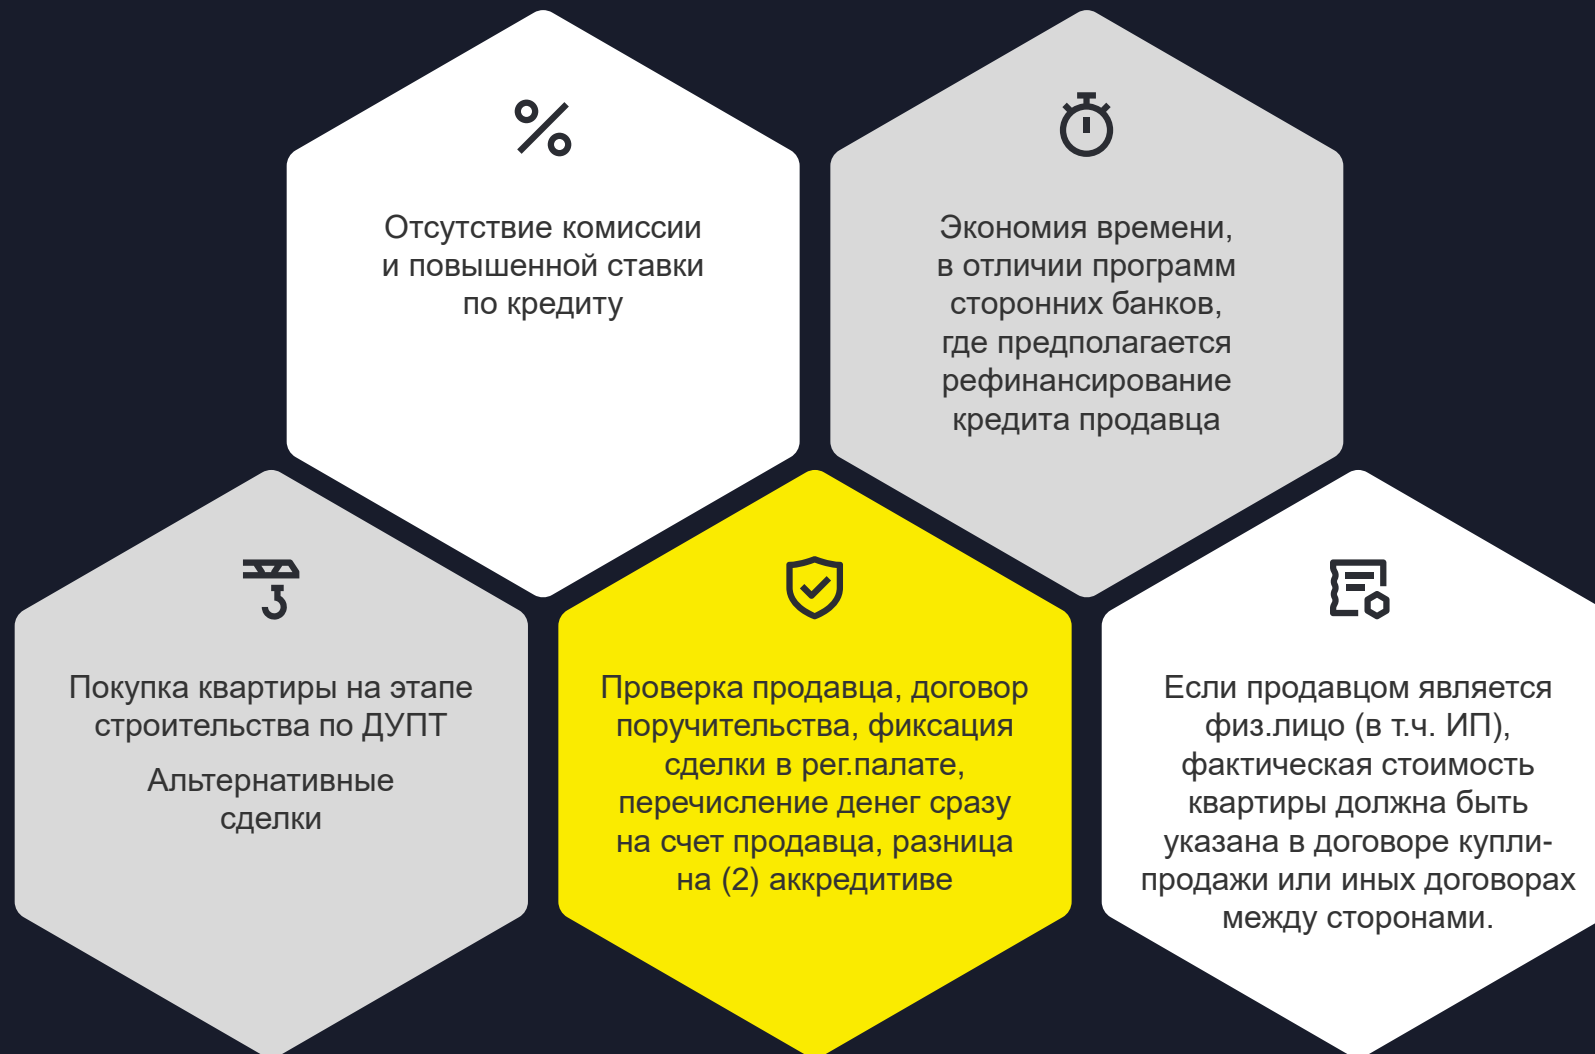 Отсутствие комиссии
и повышенной ставки
по кредиту
Экономия времени,
в отличии программ
сторонних банков,
где предполагается
рефинансирование
кредита продавца
Покупка квартиры на этапе
строительства по ДУПТ
Альтернативные
сделки
Проверка продавца, договор
поручительства, фиксация
сделки в рег.палате,
перечисление денег сразу
на счет продавца, разница
на (2) аккредитиве
Если продавцом является
физ.лицо (в т.ч. ИП),
фактическая стоимость
квартиры должна быть
указана в договоре купли-
продажи или иных договорах
между сторонами.